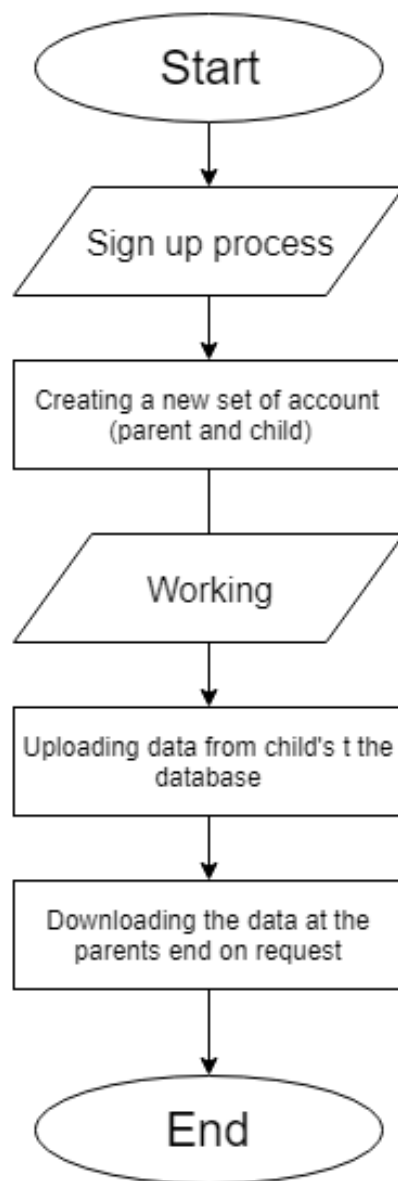 Start
Sign up process
Creating a new set of account
(parent and child)
Working
Uploading data from child's t the
database
Downloading the data at the
parents end on request
End